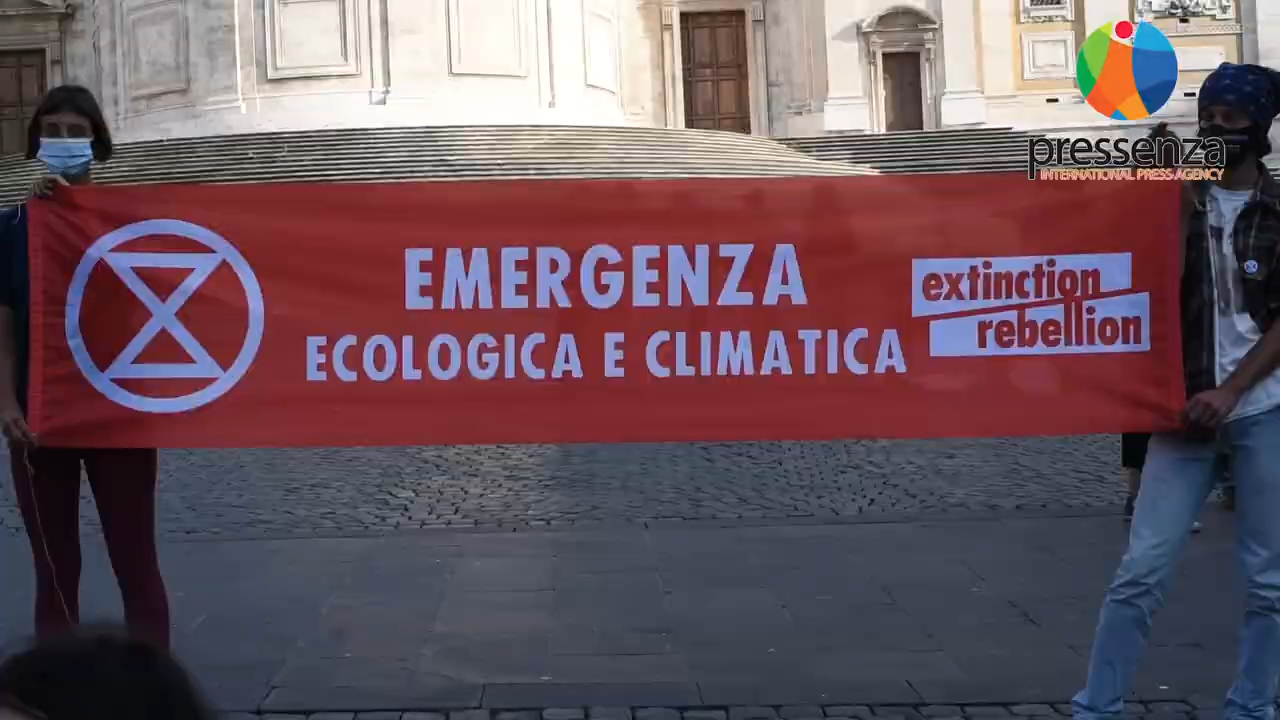 pressenza
INTERNATIONAL PRESS AGENCY
EMERGENZA
ECOLOGICA E CLIMATICA
extinction
rebellion